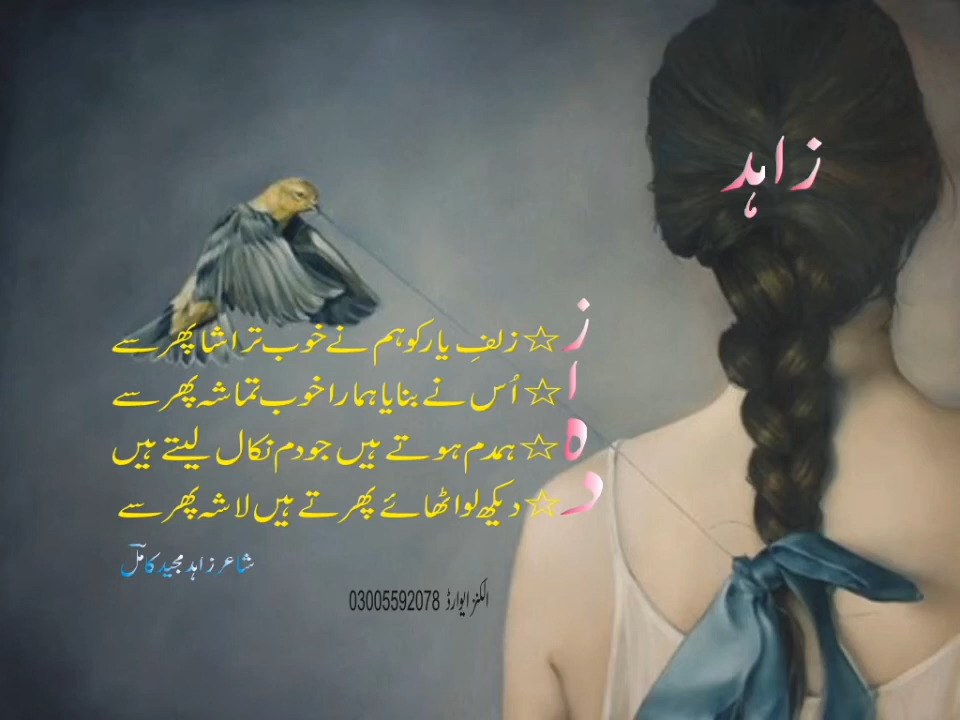 زاہد
ز ☆ زلفِ یار کو ہم نے خوب تراشا پھر سے
ا ☆ اُس نے بنایا ہمارا خوب تماشہ پھر سے
ہ ☆ ہمدم ہوتے ہیں جو دم نکال لیتے ہیں
د ☆ دیکھ لو اٹھائے پھرتے ہیں لاشہ پھر سے
شاعر زاہد مجید کامل
الکنز ایوارڈ 03005592078